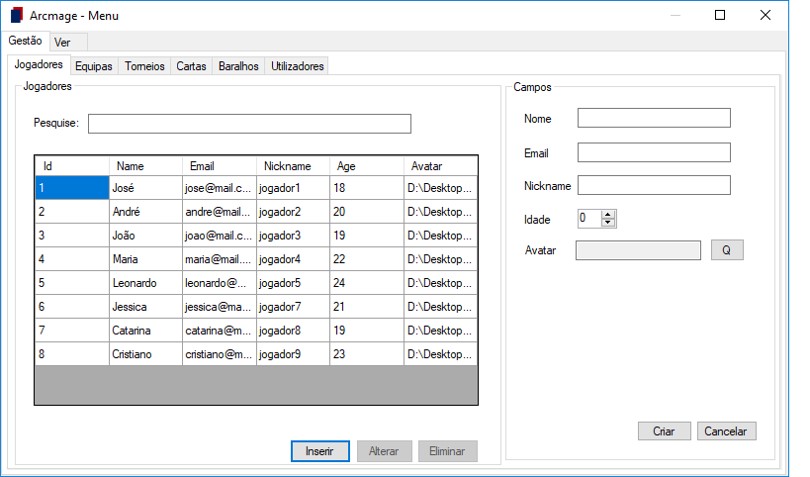 Arcmage - Menu
Gestão Ver
Jogadores Equipas Torneios Cartas Baralhos Utilizadores
Jogadores
Pesquise:
Id Name Email Nickname Age Avatar
1 José jose@mail.c... jogador1 18 D:\Desktop...
2 André andre@mail... jogador2 20 D:\Desktop...
3 João joao@mail.c... jogador3 19 D:\Desktop...
4 Maria maria@mail.... jogador4 22 D:\Desktop...
5 Leonardo leonardo@... jogador5 24 D:\Desktop...
6 Jessica jessica@ma... jogador7 21 D:\Desktop...
7 Catarina catarina@m... jogador8 19 D:\Desktop...
8 Cristiano cristiano@m... jogador9 23 D:\Desktop...
Inserir Alterar Eliminar
Campos
Nome
Email
Nickname
Idade 0
Avatar Q
Criar Cancelar